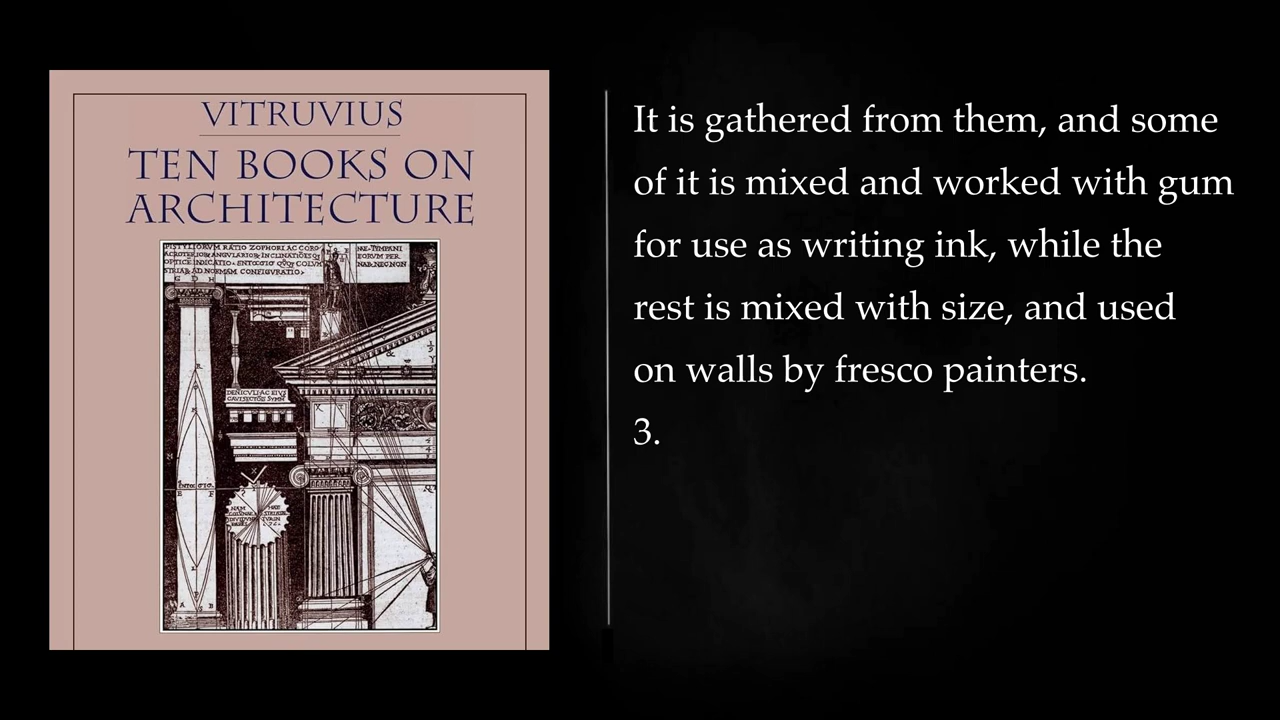 VITRUVIUS
TEN BOOKS ON
ARCHITECTURE
It is gathered from them, and some
of it is mixed and worked with gum
for use as writing ink, while the
rest is mixed with size, and used
on walls by fresco painters.
3.